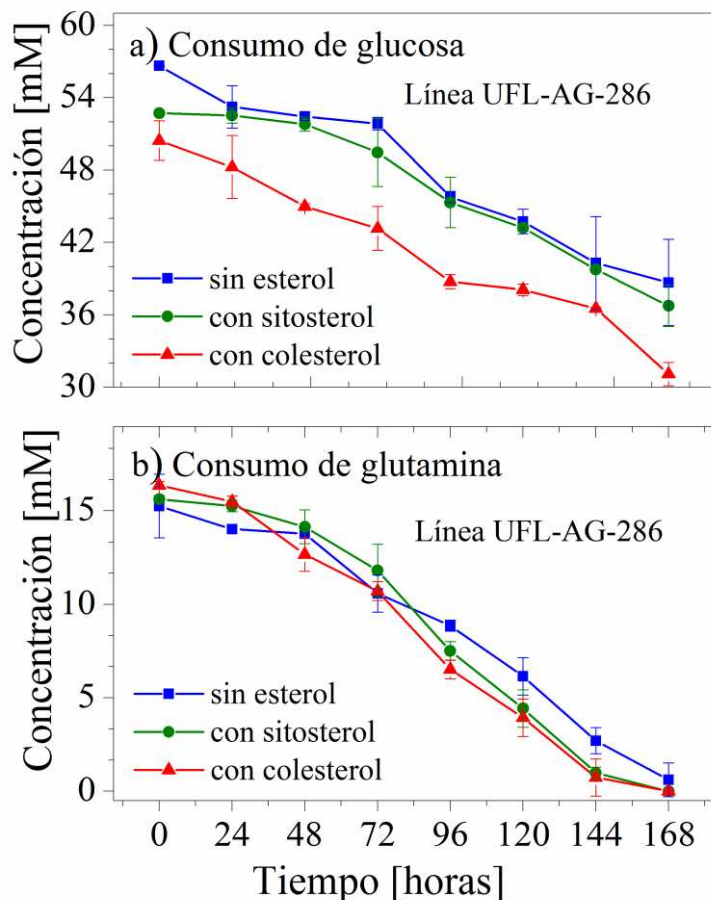 60
54
48
42
36
30
Concentración [mM]
a) Consumo de glucosa
Línea UFL-AG-286
sin esterol
con sitosterol
con colesterol
15
10
5
0
Concentración [mM]
b) Consumo de glutamina
Línea UFL-AG-286
sin esterol
con sitosterol
con colesterol
0 24 48 72 96 120 144 168
Tiempo [horas]